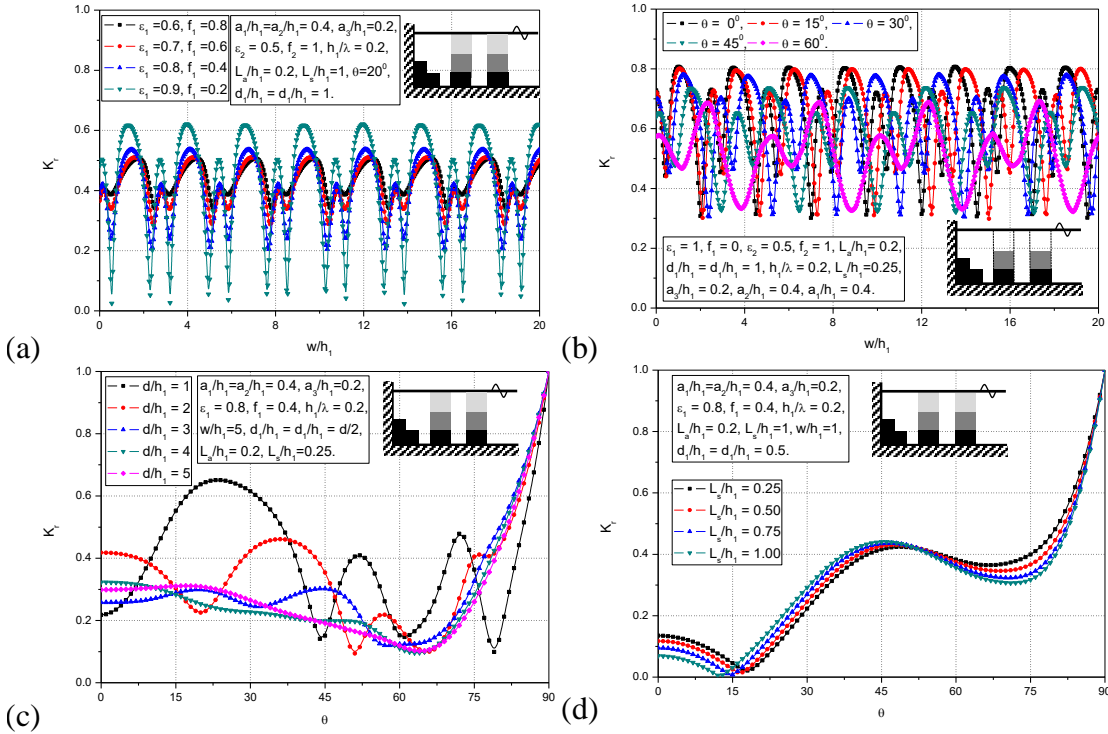 ε₁ =0.6, f₁ = 0.8
ε₁ =0.7, f₁ = 0.6
ε₁ =0.8, f₁ = 0.4
ε₁ =0.9, f₁ = 0.2
a₁/h₁=a₂/h₁= 0.4, a₃/h₁=0.2,
ε₂ = 0.5, f₂ = 1, h₁/λ = 0.2,
Lₐ/h₁= 0.2, Lₛ/h₁=1, θ=20⁰,
d₁/h₁ = d₁/h₁ = 1.
1.0
0.8
0.6
0.4
0.2
0.0
Kᵣ
0 4 8 12 16 20
w/h₁
(a)
θ = 0⁰, θ = 15⁰, θ = 30⁰,
θ = 45⁰, θ = 60⁰.
1.0
0.8
0.6
0.4
0.2
0.0
Kᵣ
ε₁ = 1, f₁ = 0, ε₂ = 0.5, f₂ = 1, Lₐ/h₁= 0.2,
d₁/h₁ = d₁/h₁ = 1, h₁/λ = 0.2, Lₛ/h₁=0.25,
a₃/h₁ = 0.2, a₂/h₁ = 0.4, a₁/h₁ = 0.4.
0 4 8 12 16 20
w/h₁
(b)
d/h₁ = 1
d/h₁ = 2
d/h₁ = 3
d/h₁ = 4
d/h₁ = 5
a₁/h₁=a₂/h₁= 0.4, a₃/h₁=0.2,
ε₁ = 0.8, f₁ = 0.4, h₁/λ = 0.2,
w/h₁=5, d₁/h₁ = d₁/h₁ = d/2,
Lₐ/h₁= 0.2, Lₛ/h₁=0.25.
1.0
0.8
0.6
0.4
0.2
0.0
Kᵣ
0 15 30 45 60 75 90
θ
(c)
a₁/h₁=a₂/h₁= 0.4, a₃/h₁=0.2,
ε₁ = 0.8, f₁ = 0.4, h₁/λ = 0.2,
Lₐ/h₁= 0.2, Lₛ/h₁=1, w/h₁=1,
d₁/h₁ = d₁/h₁ = 0.5.
Lₛ/h₁ = 0.25
Lₛ/h₁ = 0.50
Lₛ/h₁ = 0.75
Lₛ/h₁ = 1.00
1.0
0.8
0.6
0.4
0.2
0.0
Kᵣ
0 15 30 45 60 75 90
θ
(d)